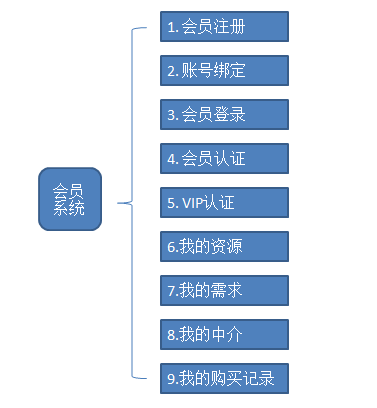 会员
系统
1. 会员注册
2. 账号绑定
3. 会员登录
4. 会员认证
5. VIP认证
6.我的资源
7.我的需求
8.我的中介
9.我的购买记录